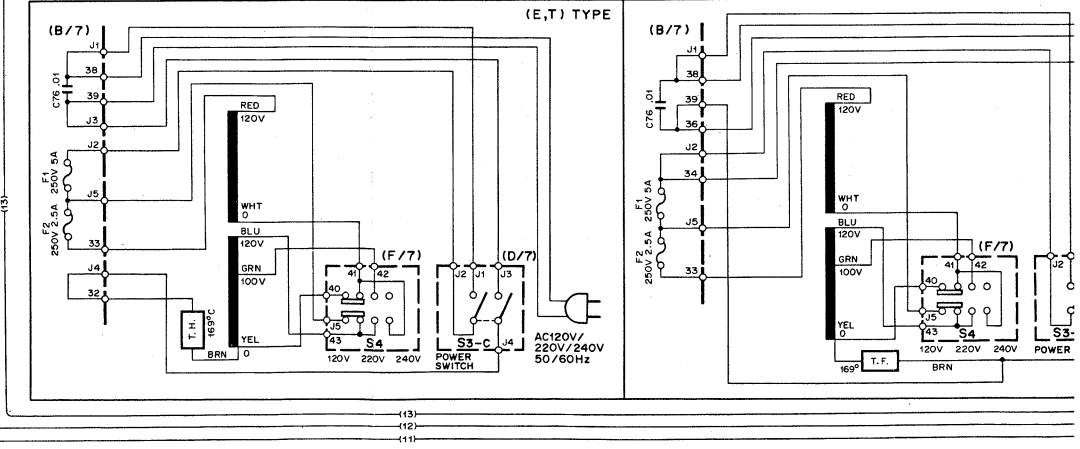 (E,T) TYPE
(B/7)
J1
38
C76 .01
39
J3
J2
F1
250V 5A
J5
F2
250V 2.5A
33
J4
32
RED
120V
WHT
0
BLU
120V
GRN
100V
YEL
0
T.H.
169°C
BRN
(F/7)
41
42
40
J5
43
S4
120V
220V
240V
(D/7)
J2
J1
J3
S3-C
J4
POWER
SWITCH
AC120V/
220V/240V
50/60Hz
(B/7)
J1
38
C76 .01
39
36
J2
34
F1
250V 5A
J5
F2
250V 2.5A
33
RED
120V
WHT
0
BLU
120V
GRN
100V
YEL
0
169°
T.F.
BRN
(F/7)
41
42
40
J5
43
S4
120V
220V
240V
(D
J2
S3-
POWER
(13)
(13)
(12)
(11)